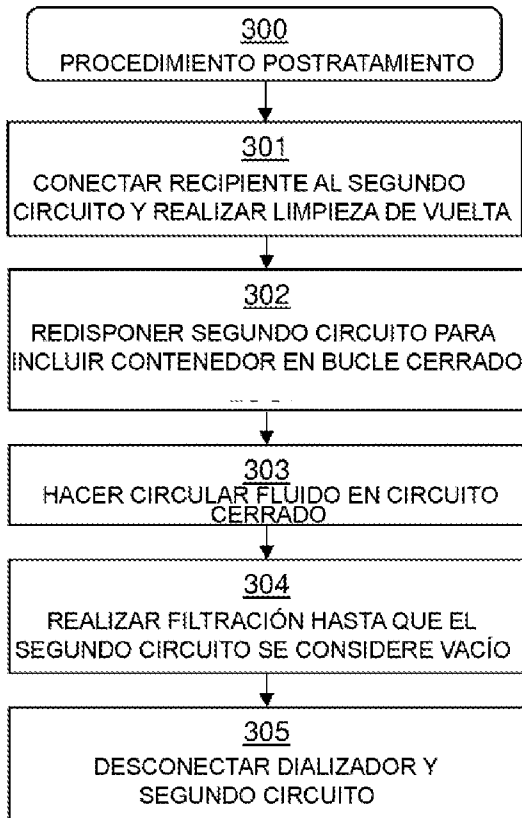 300
PROCEDIMIENTO POSTRATAMIENTO
301
CONECTAR RECIPIENTE AL SEGUNDO
CIRCUITO Y REALIZAR LIMPIEZA DE VUELTA
302
REDISPONER SEGUNDO CIRCUITO PARA
INCLUIR CONTENEDOR EN BUCLE CERRADO
303
HACER CIRCULAR FLUIDO EN CIRCUITO
CERRADO
304
REALIZAR FILTRACIÓN HASTA QUE EL
SEGUNDO CIRCUITO SE CONSIDERE VACÍO
305
DESCONECTAR DIALIZADOR Y
SEGUNDO CIRCUITO